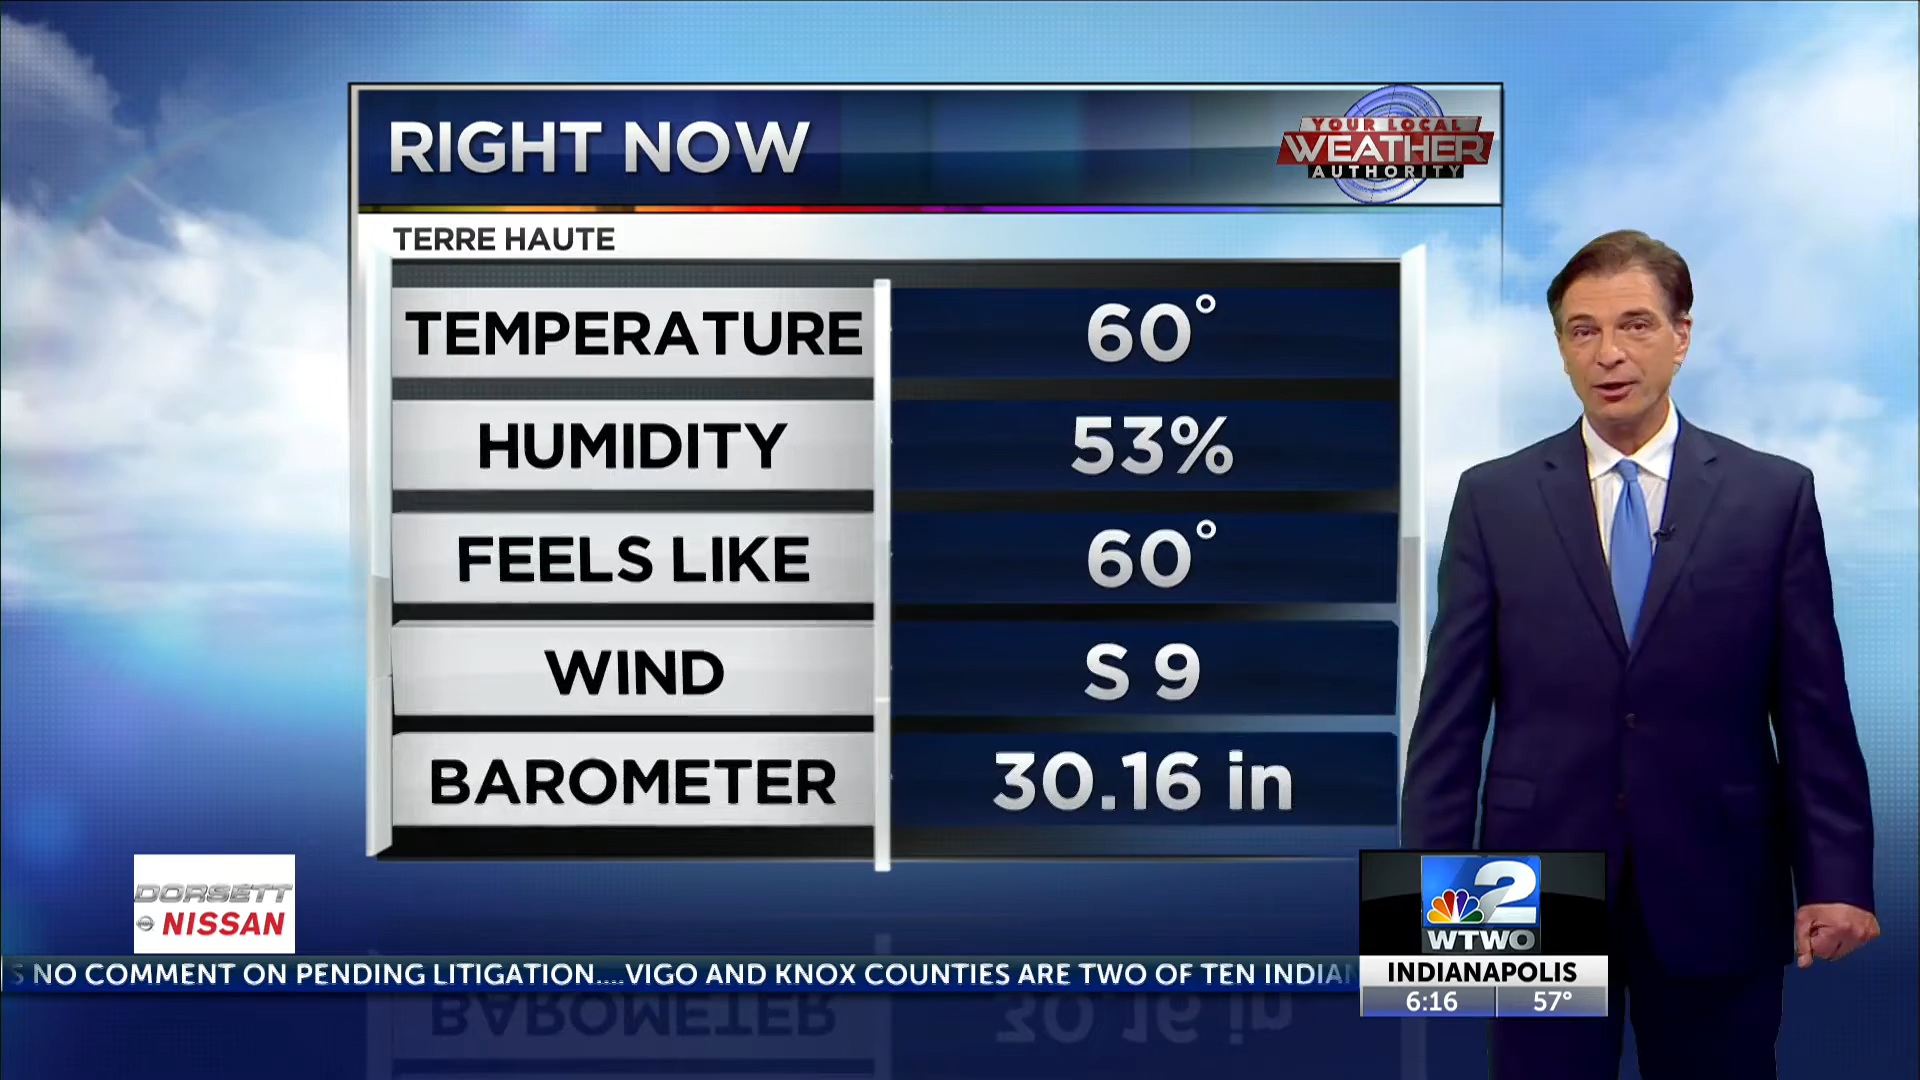 RIGHT NOW
YOUR LOCAL
WEATHER
AUTHORITY
TERRE HAUTE
TEMPERATURE 60°
HUMIDITY 53%
FEELS LIKE 60°
WIND S 9
BAROMETER 30.16 in
DORSETT
NISSAN
2
WTWO
S NO COMMENT ON PENDING LITIGATION....VIGO AND KNOX COUNTIES ARE TWO OF TEN INDIAN
INDIANAPOLIS
6:16 57°